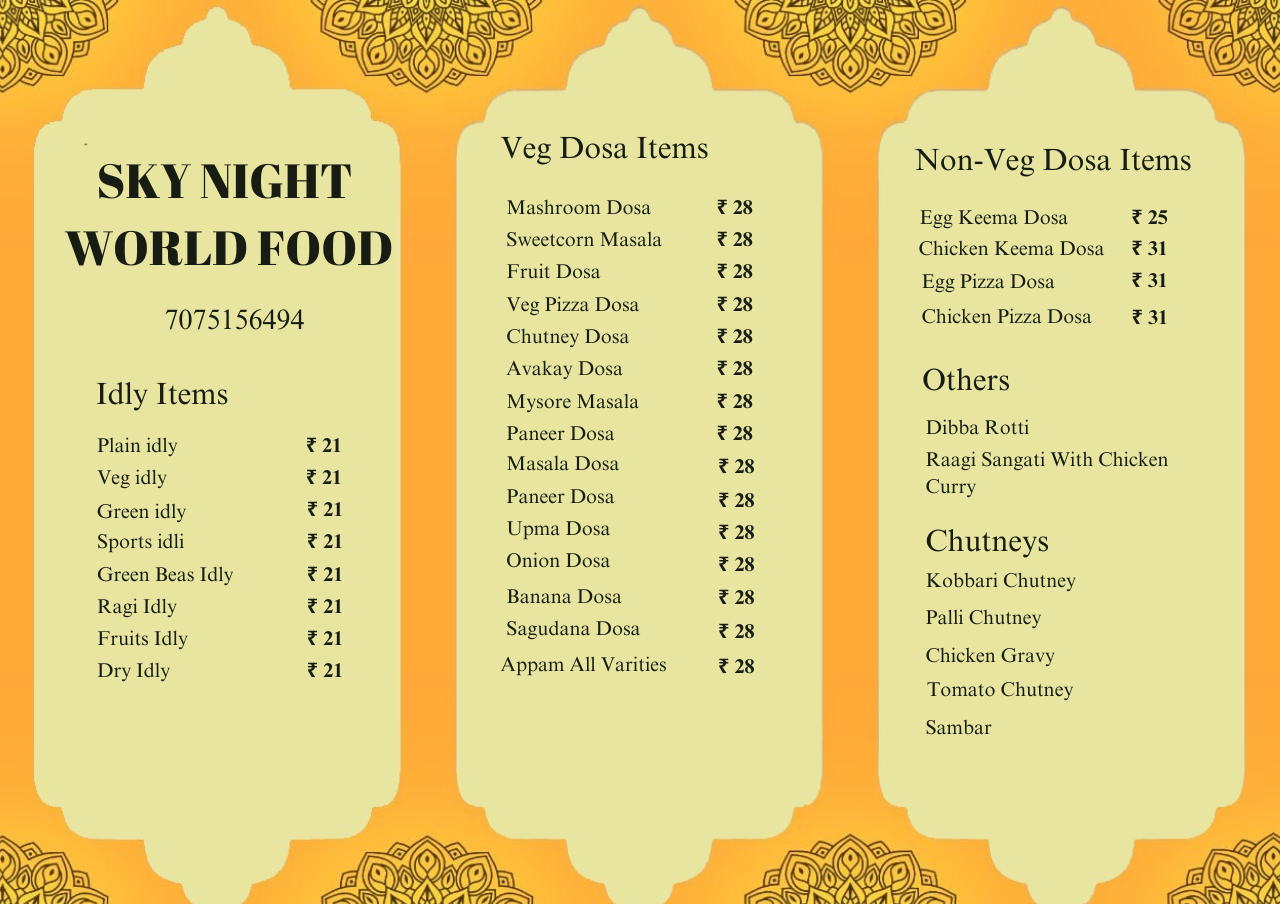 SKY NIGHT
WORLD FOOD
7075156494
Idly Items
Plain idly ₹ 21
Veg idly ₹ 21
Green idly ₹ 21
Sports idli ₹ 21
Green Beas Idly ₹ 21
Ragi Idly ₹ 21
Fruits Idly ₹ 21
Dry Idly ₹ 21
Veg Dosa Items
Mashroom Dosa ₹ 28
Sweetcorn Masala ₹ 28
Fruit Dosa ₹ 28
Veg Pizza Dosa ₹ 28
Chutney Dosa ₹ 28
Avakay Dosa ₹ 28
Mysore Masala ₹ 28
Paneer Dosa ₹ 28
Masala Dosa ₹ 28
Paneer Dosa ₹ 28
Upma Dosa ₹ 28
Onion Dosa ₹ 28
Banana Dosa ₹ 28
Sagudana Dosa ₹ 28
Appam All Varities ₹ 28
Non-Veg Dosa Items
Egg Keema Dosa ₹ 25
Chicken Keema Dosa ₹ 31
Egg Pizza Dosa ₹ 31
Chicken Pizza Dosa ₹ 31
Others
Dibba Rotti
Raagi Sangati With Chicken
Curry
Chutneys
Kobbari Chutney
Palli Chutney
Chicken Gravy
Tomato Chutney
Sambar